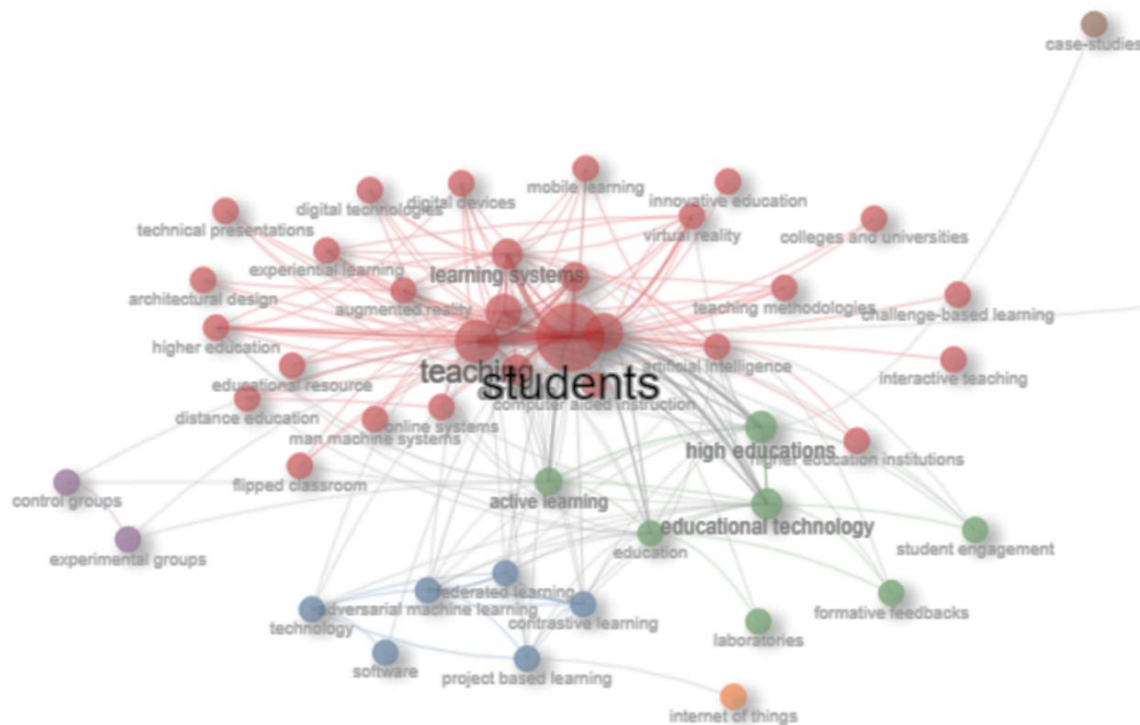 case-studies
mobile learning
digital devices
digital technologies
innovative education
technical presentations
virtual reality
colleges and universities
experiential learning
learning systems
architectural design
augmented reality
teaching methodologies
challenge-based learning
higher education
artificial intelligence
teaching
interactive teaching
educational resource
students
computer aided instruction
distance education
online systems
man machine systems
high educations
higher education institutions
flipped classroom
control groups
active learning
educational technology
student engagement
education
experimental groups
federated learning
adversarial machine learning
formative feedbacks
contrastive learning
technology
laboratories
software
project based learning
internet of things